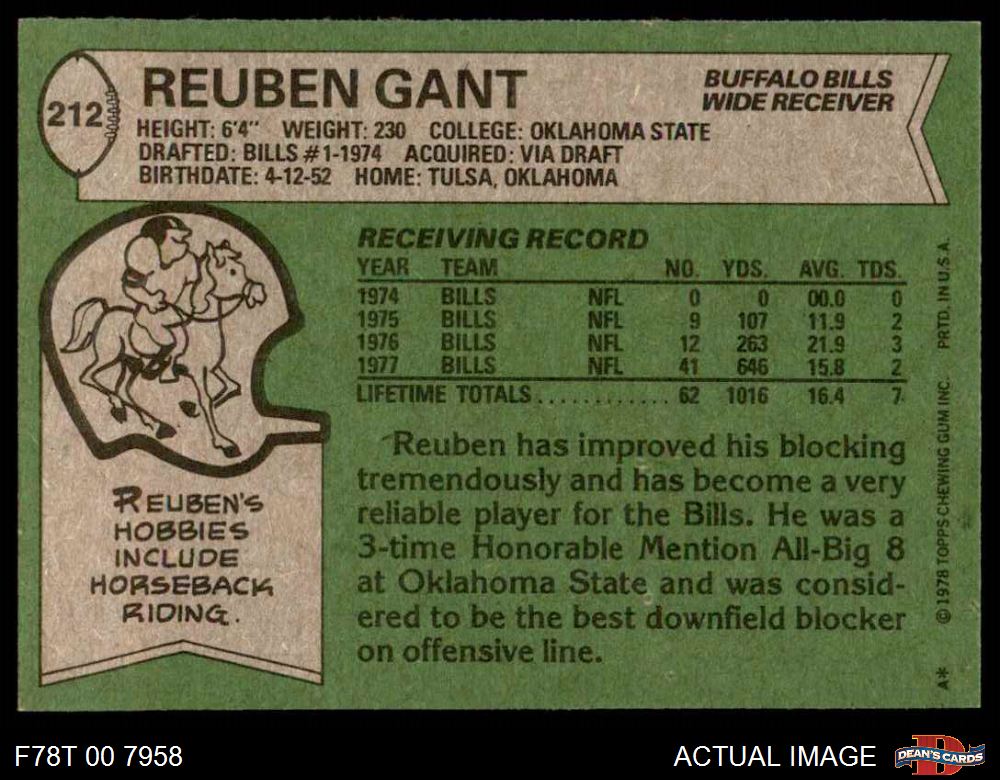 212
REUBEN GANT
BUFFALO BILLS
WIDE RECEIVER
HEIGHT: 6'4" WEIGHT: 230 COLLEGE: OKLAHOMA STATE
DRAFTED: BILLS #1-1974 ACQUIRED: VIA DRAFT
BIRTHDATE: 4-12-52 HOME: TULSA, OKLAHOMA
RECEIVING RECORD
YEAR TEAM NO. YDS. AVG. TDS.
1974 BILLS NFL 0 0 00.0 0
1975 BILLS NFL 9 107 11.9 2
1976 BILLS NFL 12 263 21.9 3
1977 BILLS NFL 41 646 15.8 2
LIFETIME TOTALS............ 62 1016 16.4 7
Reuben has improved his blocking
tremendously and has become a very
reliable player for the Bills. He was a
3-time Honorable Mention All-Big 8
at Oklahoma State and was consid-
ered to be the best downfield blocker
on offensive line.
REUBEN'S
HOBBIES
INCLUDE
HORSEBACK
RIDING.
A* © 1978 TOPPS CHEWING GUM INC. PRTD. IN U.S.A.
F78T 00 7958
ACTUAL IMAGE
D
DEAN'S CARDS